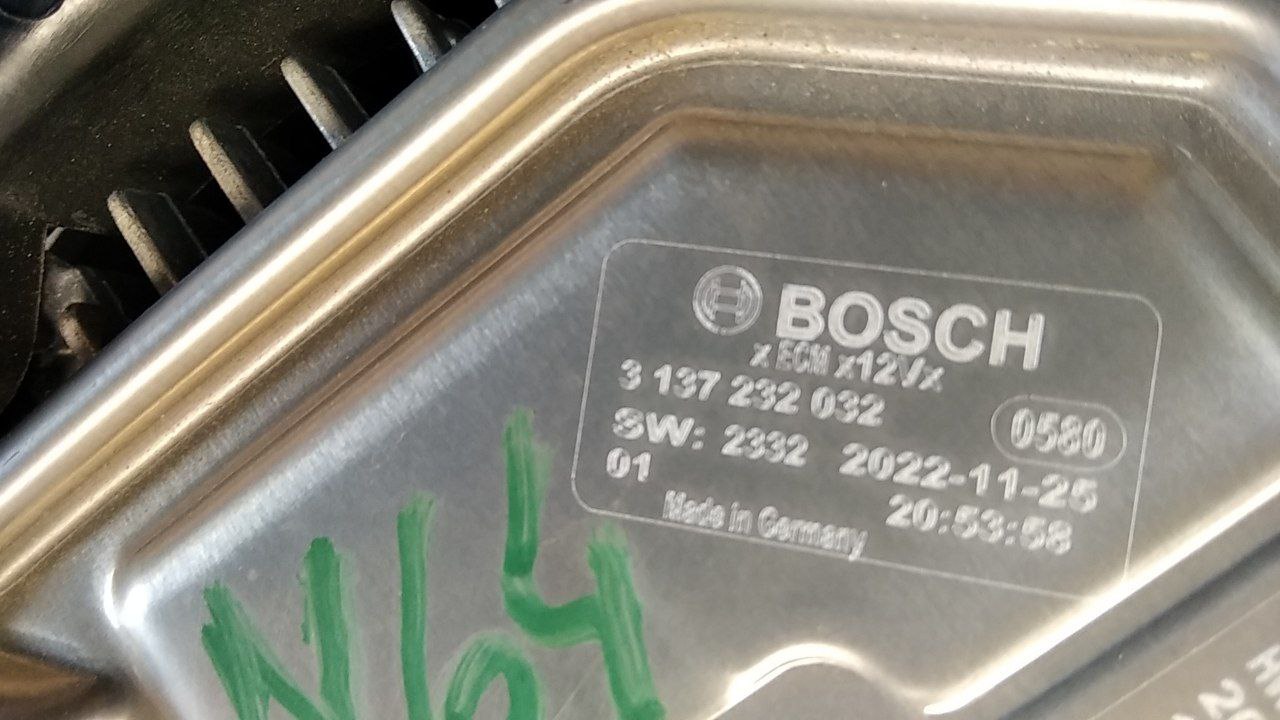 BOSCH
x ECM x12Vx
3 137 232 032
0580
SW: 2332 2022-11-25
01 20:53:58
Made in Germany
N64